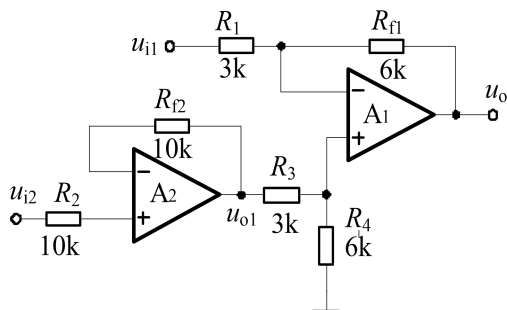 R1
ui1
3k
Rf1
6k
A1
uo
−
+
Rf2
10k
ui2
R2
10k
−
+
A2
uo1
R3
3k
R4
6k